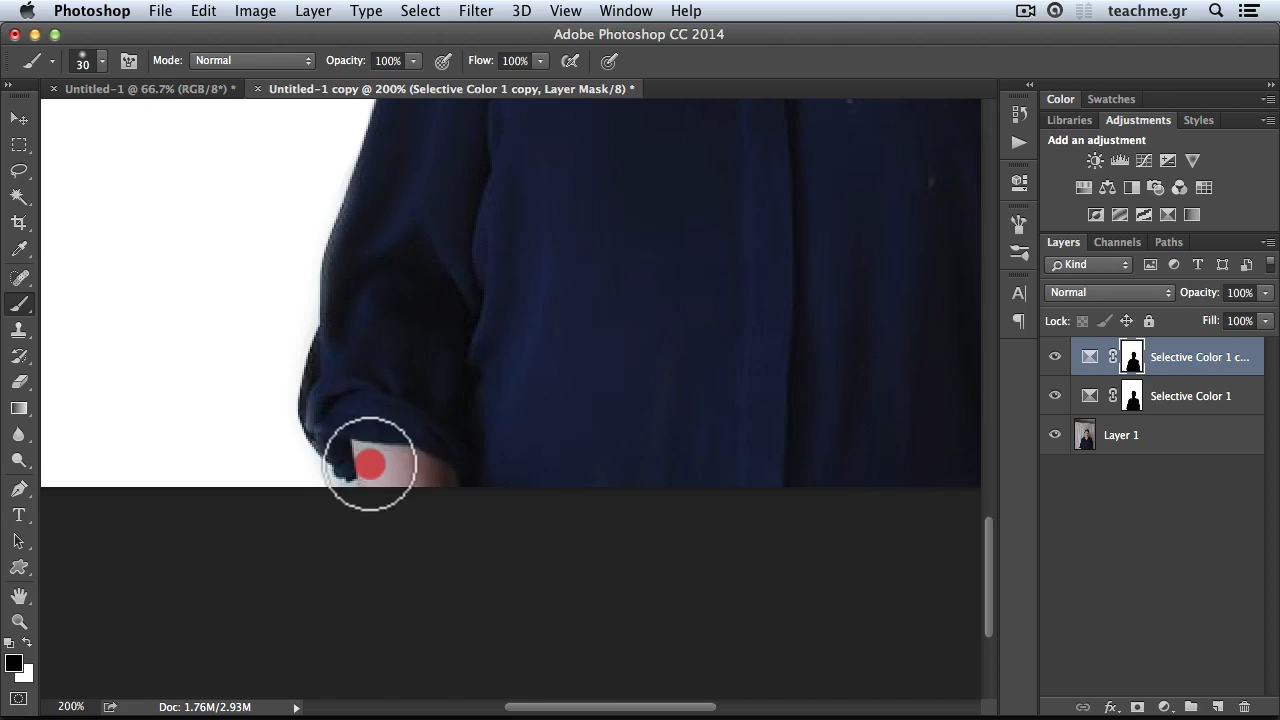 Photoshop File Edit Image Layer Type Select Filter 3D View Window Help teachme.gr
Adobe Photoshop CC 2014
30 Mode: Normal Opacity: 100% Flow: 100%
Untitled-1 @ 66.7% (RGB/8*) * Untitled-1 copy @ 200% (Selective Color 1 copy, Layer Mask/8) *
Color Swatches
Libraries Adjustments Styles
Add an adjustment
Layers Channels Paths
Kind T
Normal Opacity: 100%
Lock: Fill: 100%
Selective Color 1 c...
Selective Color 1
Layer 1
A
T
200% Doc: 1.76M/2.93M
fx